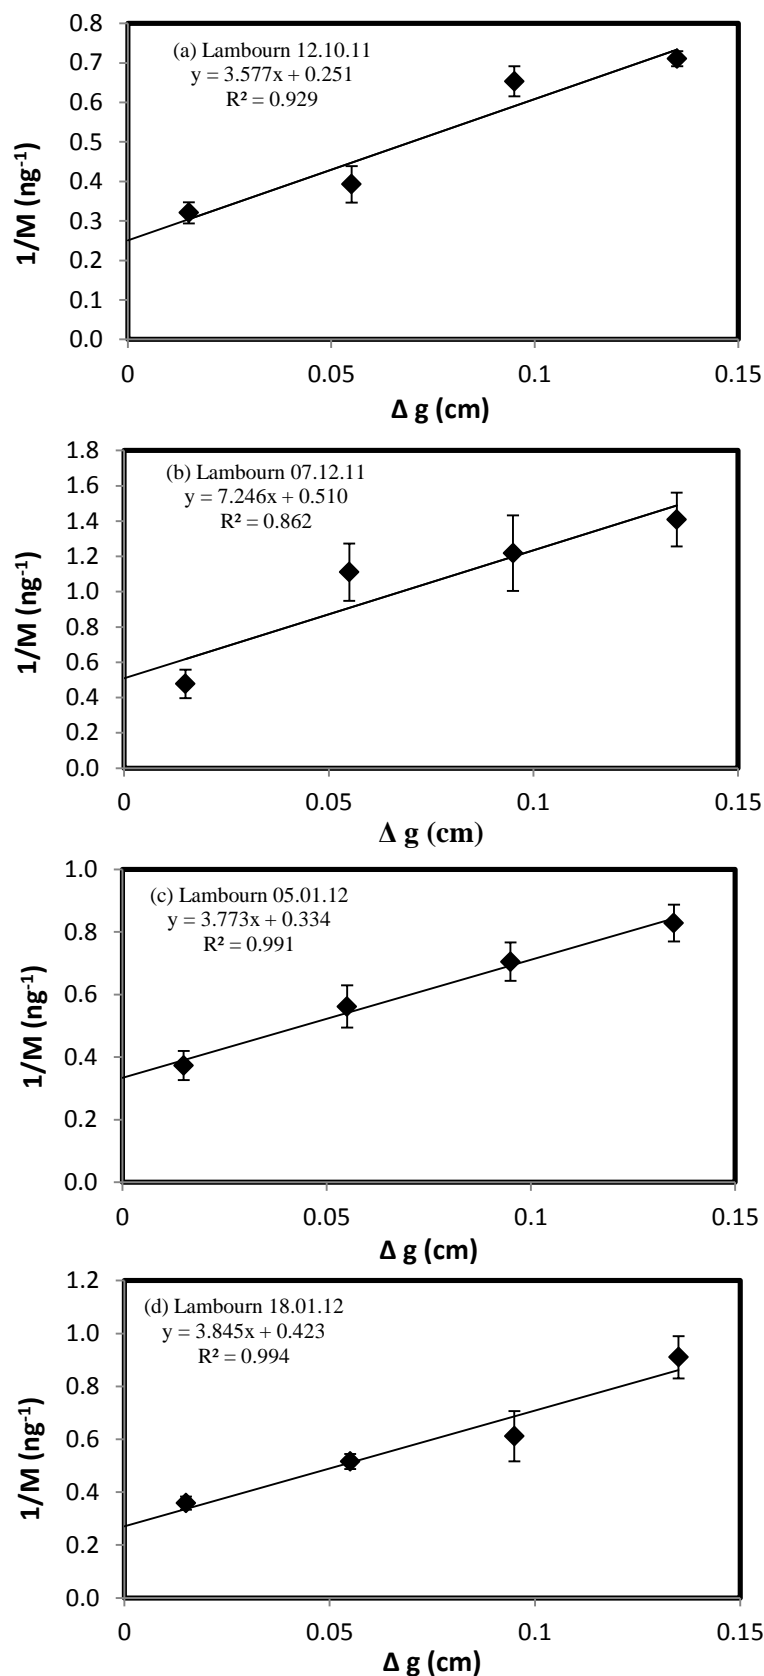 (a) Lambourn 12.10.11
y = 3.577x + 0.251
R² = 0.929
0.8
0.7
0.6
0.5
0.4
0.3
0.2
0.1
0.0
1/M (ng⁻¹)
0 0.05 0.1 0.15
Δ g (cm)
(b) Lambourn 07.12.11
y = 7.246x + 0.510
R² = 0.862
1.8
1.6
1.4
1.2
1.0
0.8
0.6
0.4
0.2
0.0
1/M (ng⁻¹)
0 0.05 0.1 0.15
Δ g (cm)
(c) Lambourn 05.01.12
y = 3.773x + 0.334
R² = 0.991
1.0
0.8
0.6
0.4
0.2
0.0
1/M (ng⁻¹)
0 0.05 0.1 0.15
Δ g (cm)
(d) Lambourn 18.01.12
y = 3.845x + 0.423
R² = 0.994
1.2
1.0
0.8
0.6
0.4
0.2
0.0
1/M (ng⁻¹)
0 0.05 0.1 0.15
Δ g (cm)